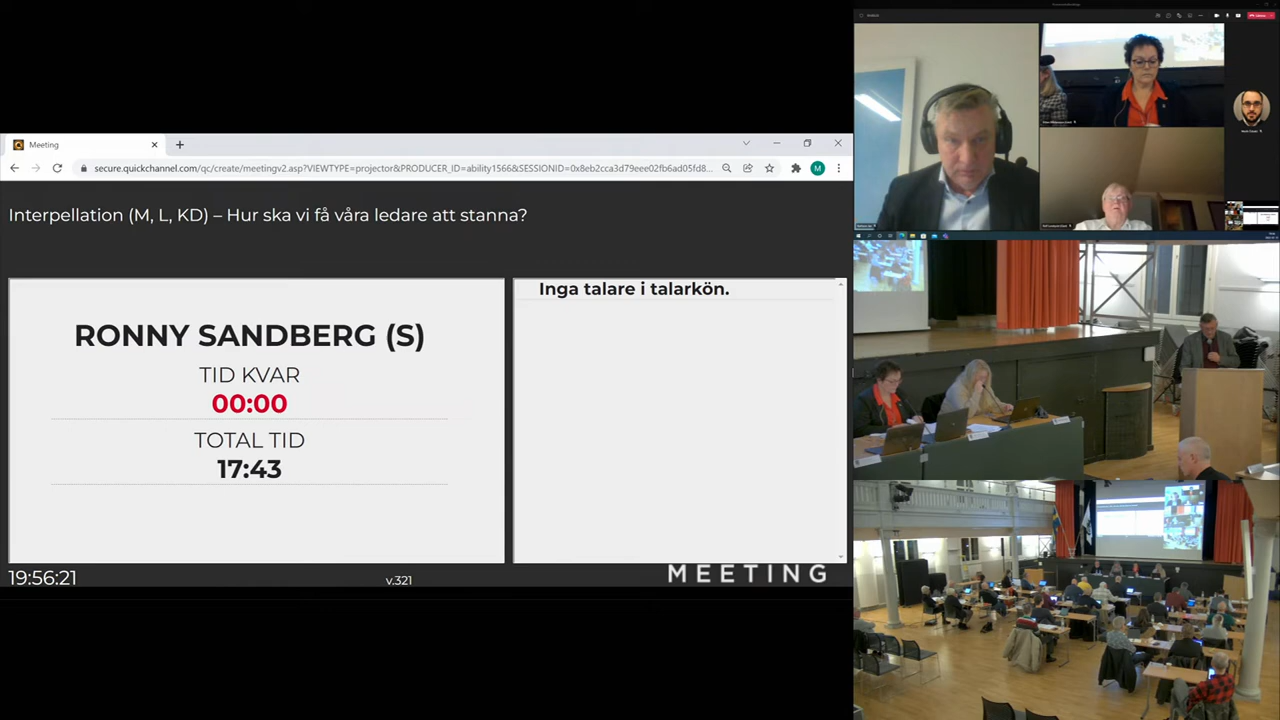 Meeting
secure.quickchannel.com/qc/create/meetingv2.asp?VIEWTYPE=projector&PRODUCER_ID=ability1566&SESSIONID=0x8eb2cca3d79eee02fb6ad05fd8...
M
Interpellation (M, L, KD) – Hur ska vi få våra ledare att stanna?
RONNY SANDBERG (S)
TID KVAR
00:00
TOTAL TID
17:43
Inga talare i talarkön.
19:56:21
v.321
MEETING